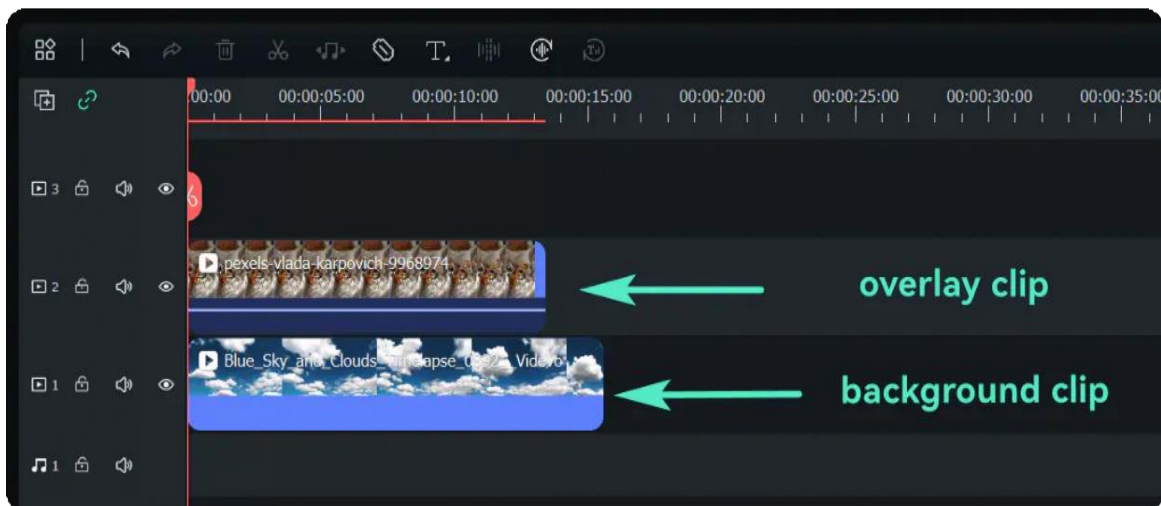 :00:00 00:00:05:00 00:00:10:00 00:00:15:00 00:00:20:00 00:00:25:00 00:00:30:00 00:00:35:00
3
pexels-vlada-karpovich-9968974
2
overlay clip
Blue_Sky_and_Clouds_Timelapse_0892__Videvo
1
background clip
1